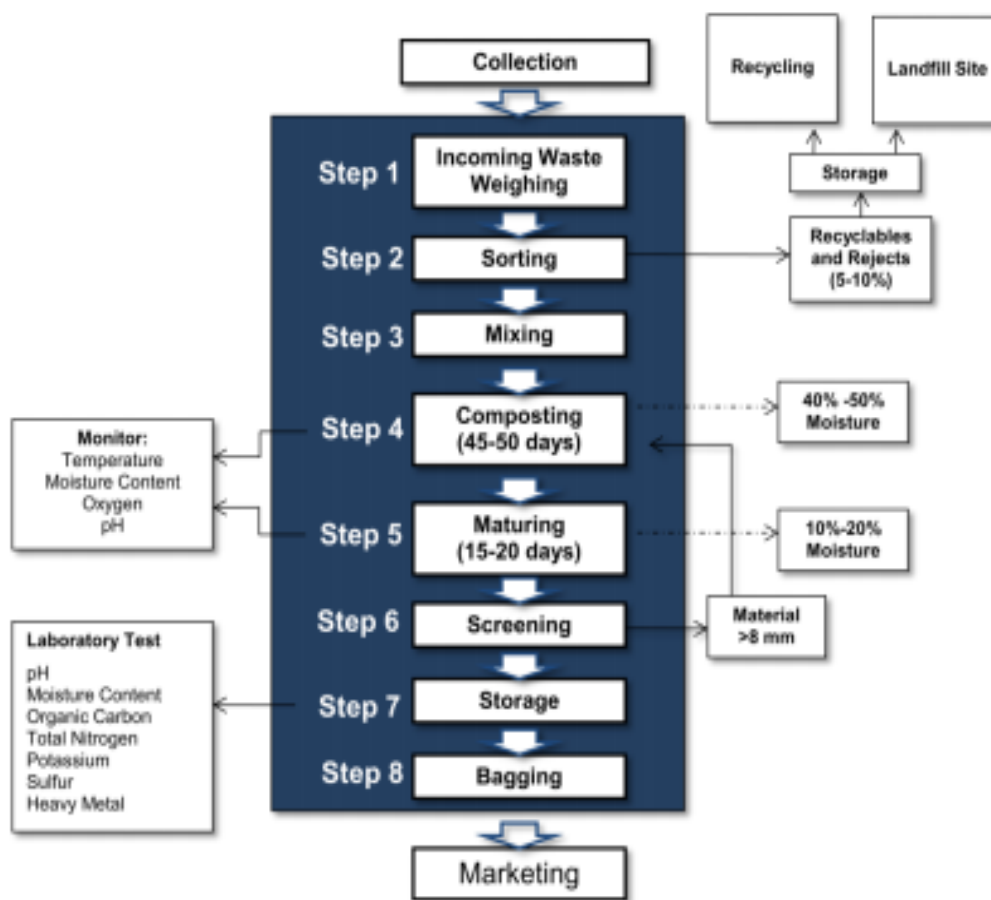 Collection
Recycling
Landfill Site
Step 1
Incoming Waste
Weighing
Storage
Step 2
Sorting
Recyclables
and Rejects
(5-10%)
Step 3
Mixing
Step 4
Composting
(45-50 days)
40% -50%
Moisture
Monitor:
Temperature
Moisture Content
Oxygen
pH
Step 5
Maturing
(15-20 days)
10%-20%
Moisture
Step 6
Screening
Material
>8 mm
Laboratory Test
pH
Moisture Content
Organic Carbon
Total Nitrogen
Potassium
Sulfur
Heavy Metal
Step 7
Storage
Step 8
Bagging
Marketing